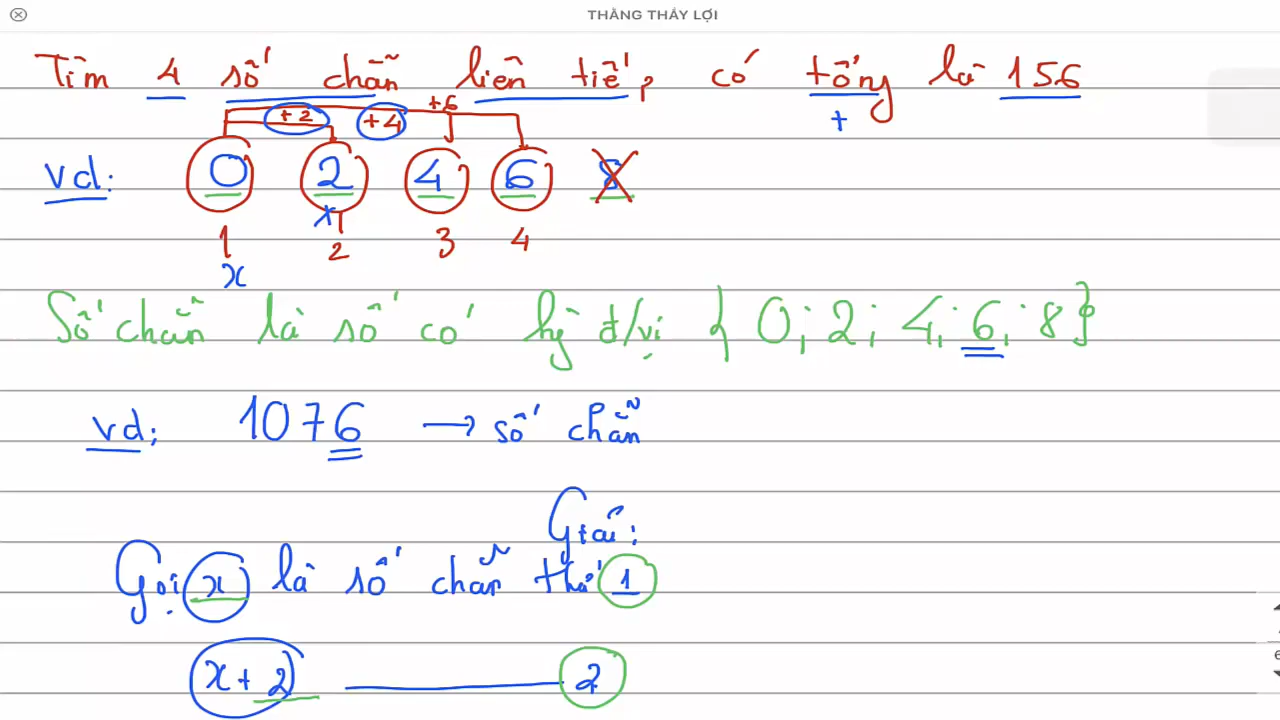 THẦNG THẦY LỢI
Tìm 4 số chẵn liên tiếp có tổng là 156
+2 +4 +6 +
vd: 0 2 4 6 8
x
1 2 3 4
x
Số chẵn là số có hg đ/vị { 0; 2; 4; 6; 8}
vd: 1076 → số chẵn
Giải:
Gọi x là số chẵn thứ 1
x+2 2